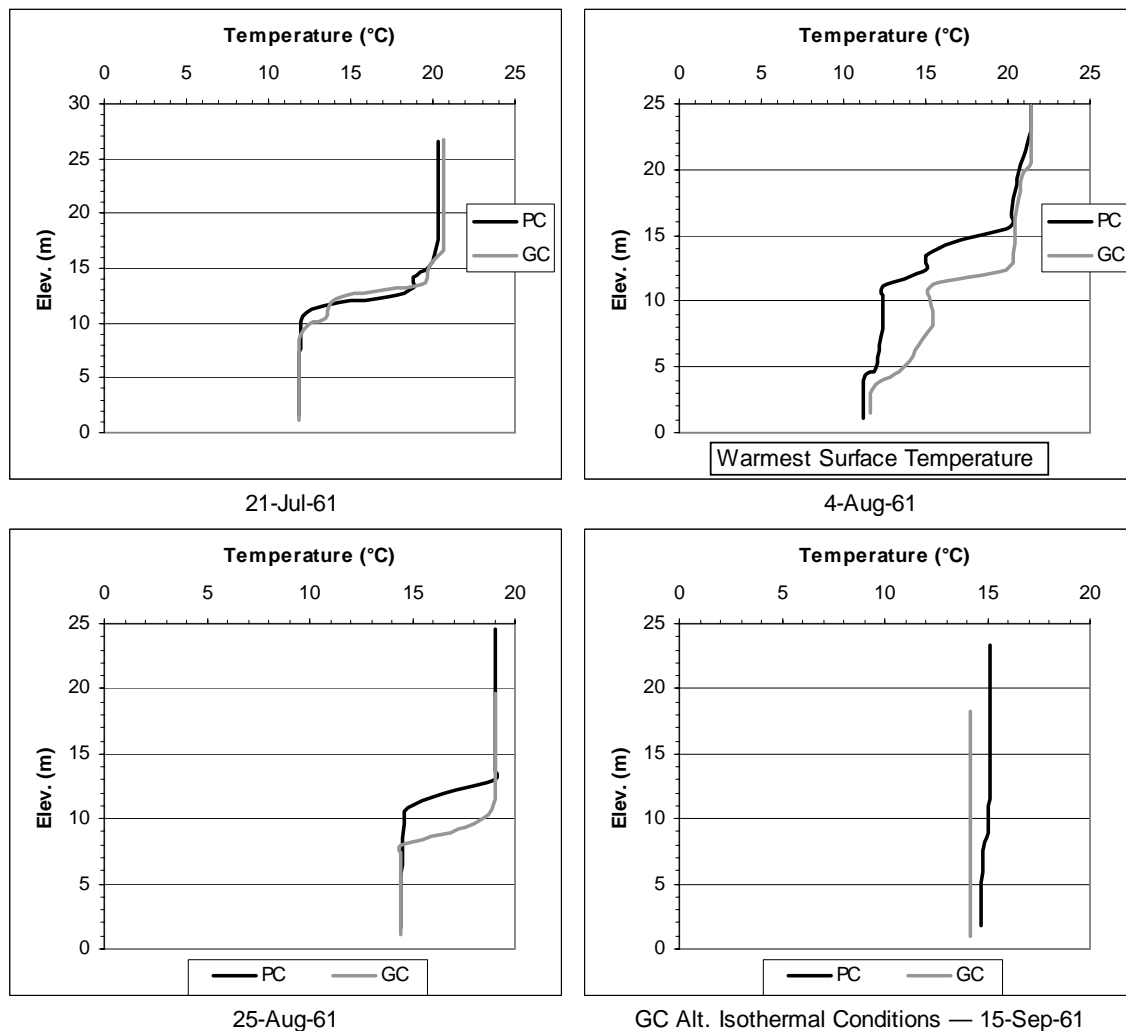 Temperature (°C)
0 5 10 15 20 25
30
25
20
15
10
5
0
Elev. (m)
PC
GC
21-Jul-61
Temperature (°C)
0 5 10 15 20 25
25
20
15
10
5
0
Elev. (m)
PC
GC
Warmest Surface Temperature
4-Aug-61
Temperature (°C)
0 5 10 15 20
25
20
15
10
5
0
Elev. (m)
PC GC
25-Aug-61
Temperature (°C)
0 5 10 15 20
25
20
15
10
5
0
Elev. (m)
PC GC
GC Alt. Isothermal Conditions — 15-Sep-61